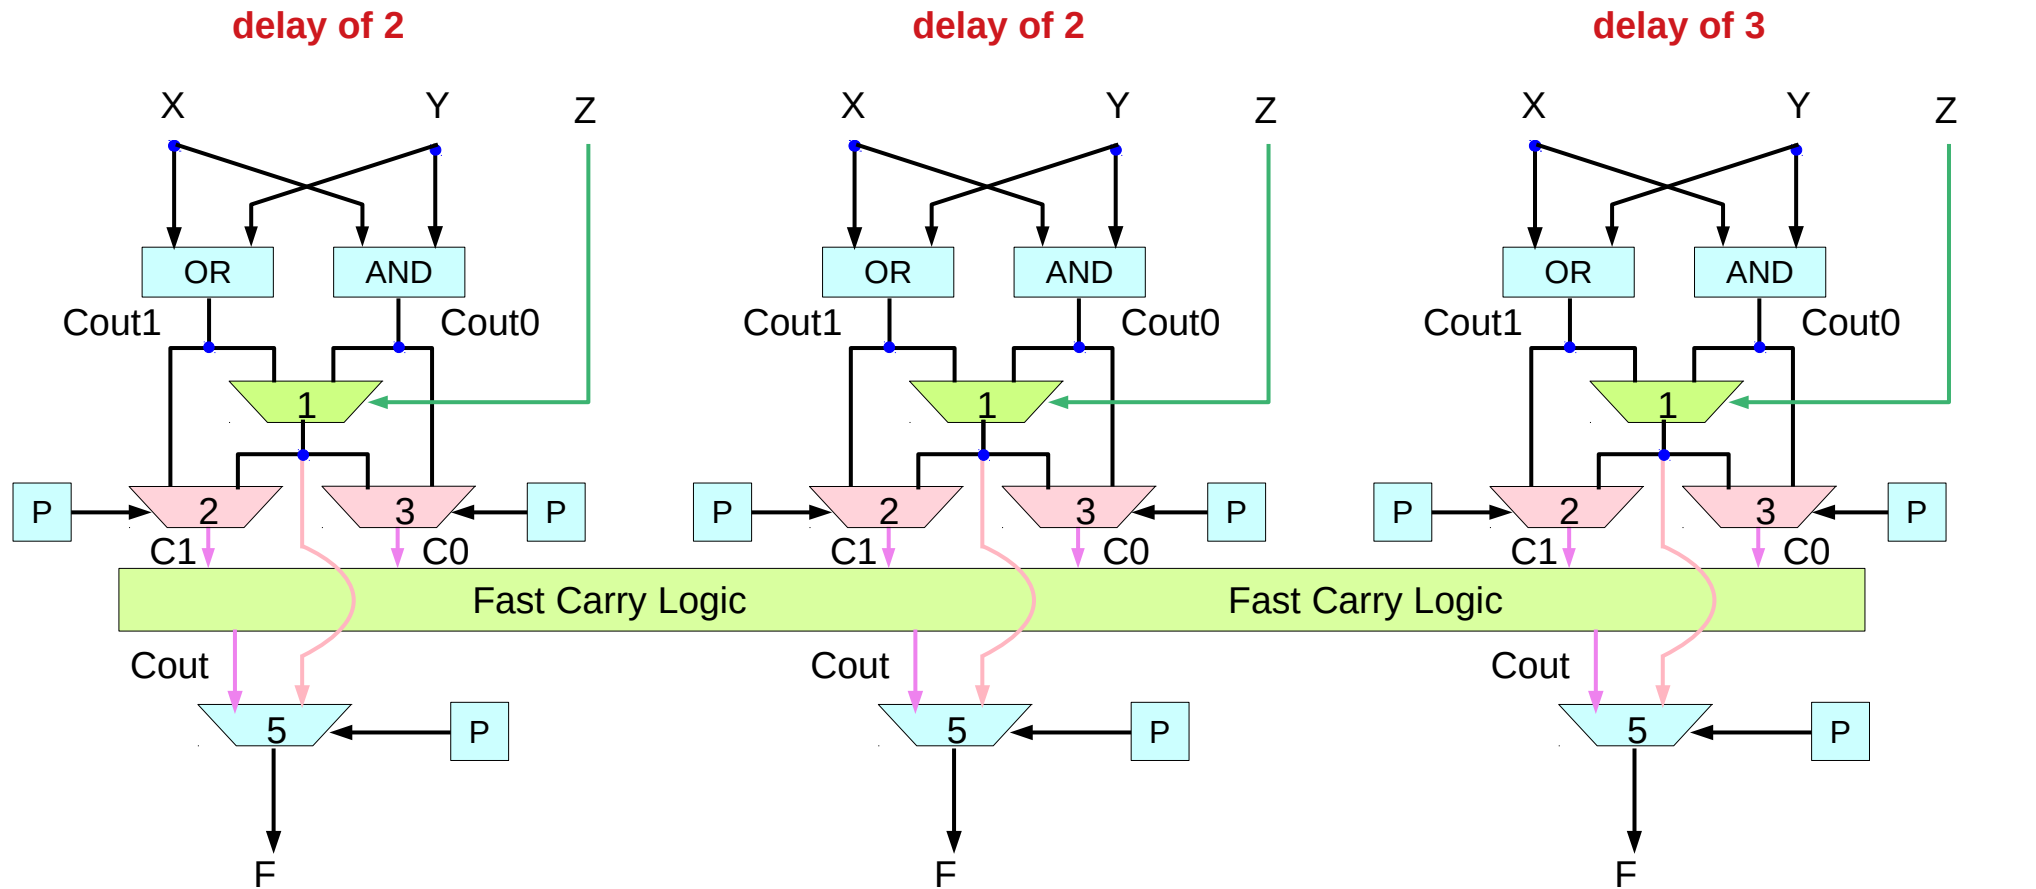 delay of 2 delay of 2 delay of 3
X Y Z X Y Z X Y Z
OR AND OR AND OR AND
Cout1 Cout0 Cout1 Cout0 Cout1 Cout0
1 1 1
P 2 3 P P 2 3 P P 2 3 P
C1 C0 C1 C0 C1 C0
Fast Carry Logic Fast Carry Logic
Cout Cout Cout
5 P 5 P 5 P
F F F